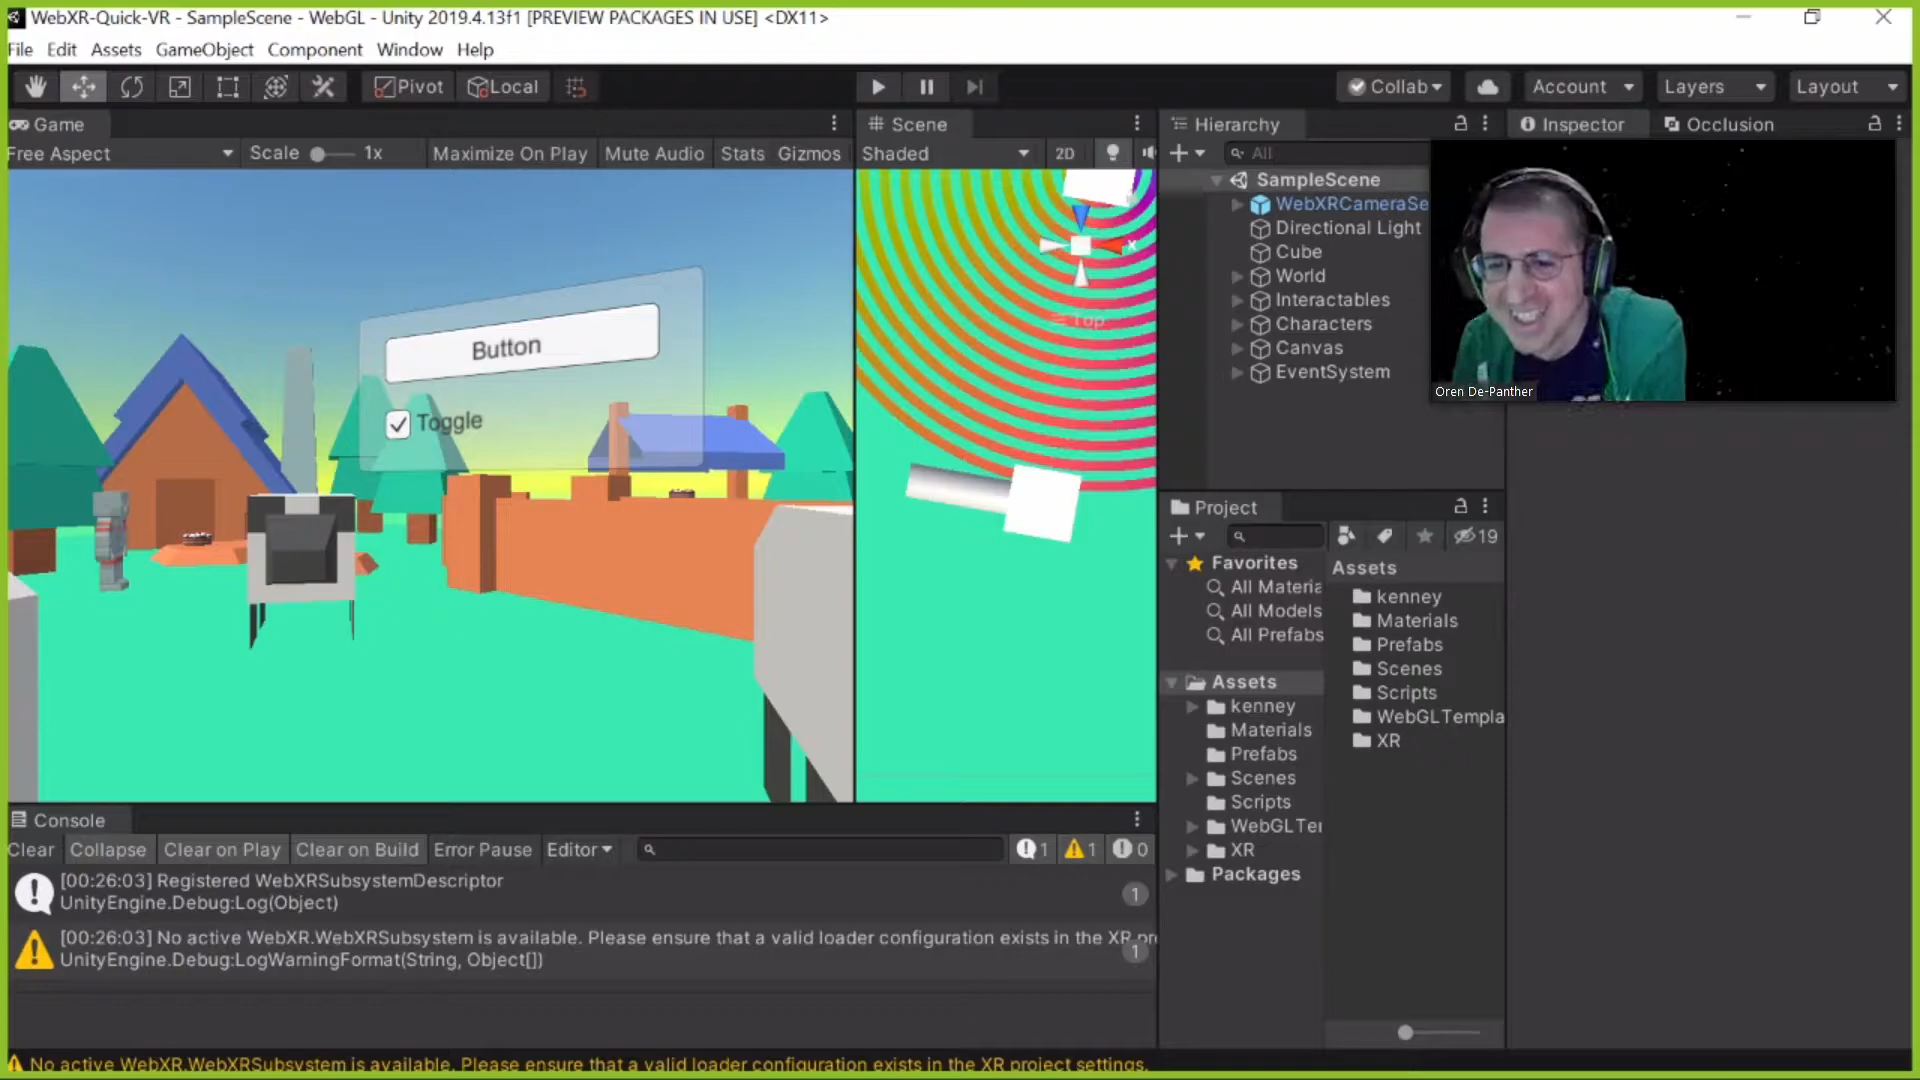 WebXR-Quick-VR - SampleScene - WebGL - Unity 2019.4.13f1 [PREVIEW PACKAGES IN USE] <DX11>
File Edit Assets GameObject Component Window Help
Pivot Local
Collab Account Layers Layout
Game
Free Aspect Scale 1x Maximize On Play Mute Audio Stats Gizmos
Button
Toggle
Scene
Shaded 2D
x
Top
Hierarchy
All
SampleScene
WebXRCameraSe
Directional Light
Cube
World
Interactables
Characters
Canvas
EventSystem
Inspector Occlusion
Oren De-Panther
Project
19
Favorites
All Materia
All Models
All Prefabs
Assets
kenney
Materials
Prefabs
Scenes
Scripts
WebGLTer
XR
Packages
Assets
kenney
Materials
Prefabs
Scenes
Scripts
WebGLTempla
XR
Console
Clear Collapse Clear on Play Clear on Build Error Pause Editor 1 1 0
[00:26:03] Registered WebXRSubsystemDescriptor
UnityEngine.Debug:Log(Object)
1
[00:26:03] No active WebXR.WebXRSubsystem is available. Please ensure that a valid loader configuration exists in the XR pr
UnityEngine.Debug:LogWarningFormat(String, Object[])
1
No active WebXR.WebXRSubsystem is available. Please ensure that a valid loader configuration exists in the XR project settings.